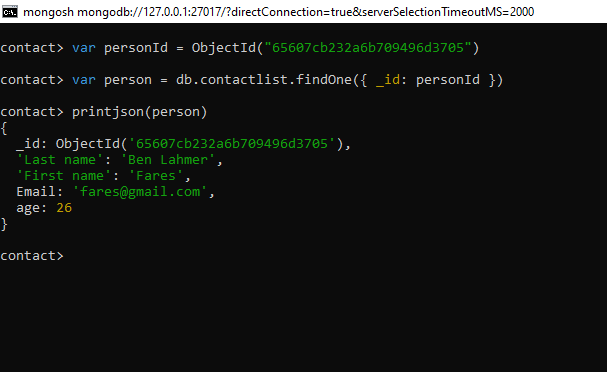 mongosh mongodb://127.0.0.1:27017/?directConnection=true&serverSelectionTimeoutMS=2000
contact> var personId = ObjectId("65607cb232a6b709496d3705")
contact> var person = db.contactlist.findOne({ _id: personId })
contact> printjson(person)
{
  _id: ObjectId('65607cb232a6b709496d3705'),
  'Last name': 'Ben Lahmer',
  'First name': 'Fares',
  Email: 'fares@gmail.com',
  age: 26
}
contact>